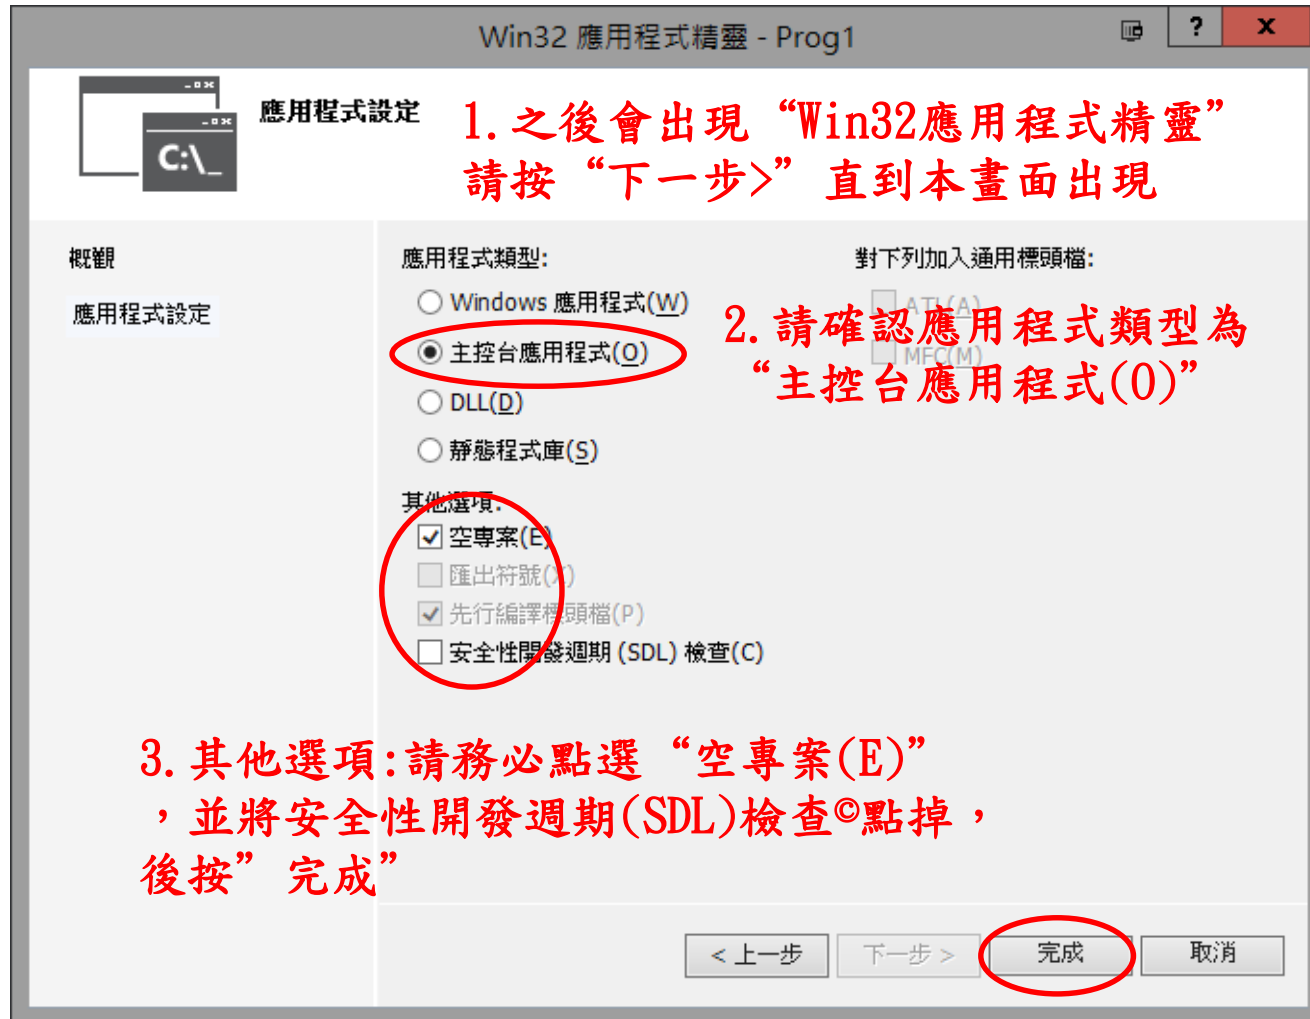 Win32 應用程式精靈 - Prog1
?
x
C:\_
應用程式設定
1.之後會出現“Win32應用程式精靈”
請按“下一步>”直到本畫面出現
概觀
應用程式設定
應用程式類型:
Windows 應用程式(W)
主控台應用程式(O)
DLL(D)
靜態程式庫(S)
對下列加入通用標頭檔:
ATL(A)
MFC(M)
2.請確認應用程式類型為
“主控台應用程式(O)”
其他選項:
空專案(E)
匯出符號(X)
先行編譯標頭檔(P)
安全性開發週期 (SDL) 檢查(C)
3.其他選項:請務必點選“空專案(E)”
，並將安全性開發週期(SDL)檢查©點掉，
後按”完成”
< 上一步
下一步 >
完成
取消